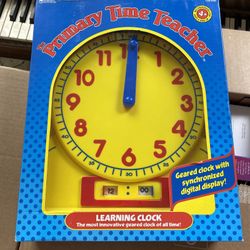 The Primary Time Teacher
12
11
1
10
2
9
3
8
4
7
5
6
12 : 00
Geared clock with
synchronized
digital display!
LEARNING CLOCK
The most innovative geared clock of all time!